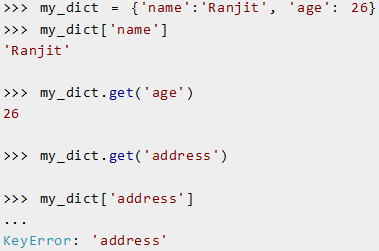 >>> my_dict = {'name':'Ranjit', 'age': 26}
>>> my_dict['name']
'Ranjit'
>>> my_dict.get('age')
26
>>> my_dict.get('address')
>>> my_dict['address']
...
KeyError: 'address'